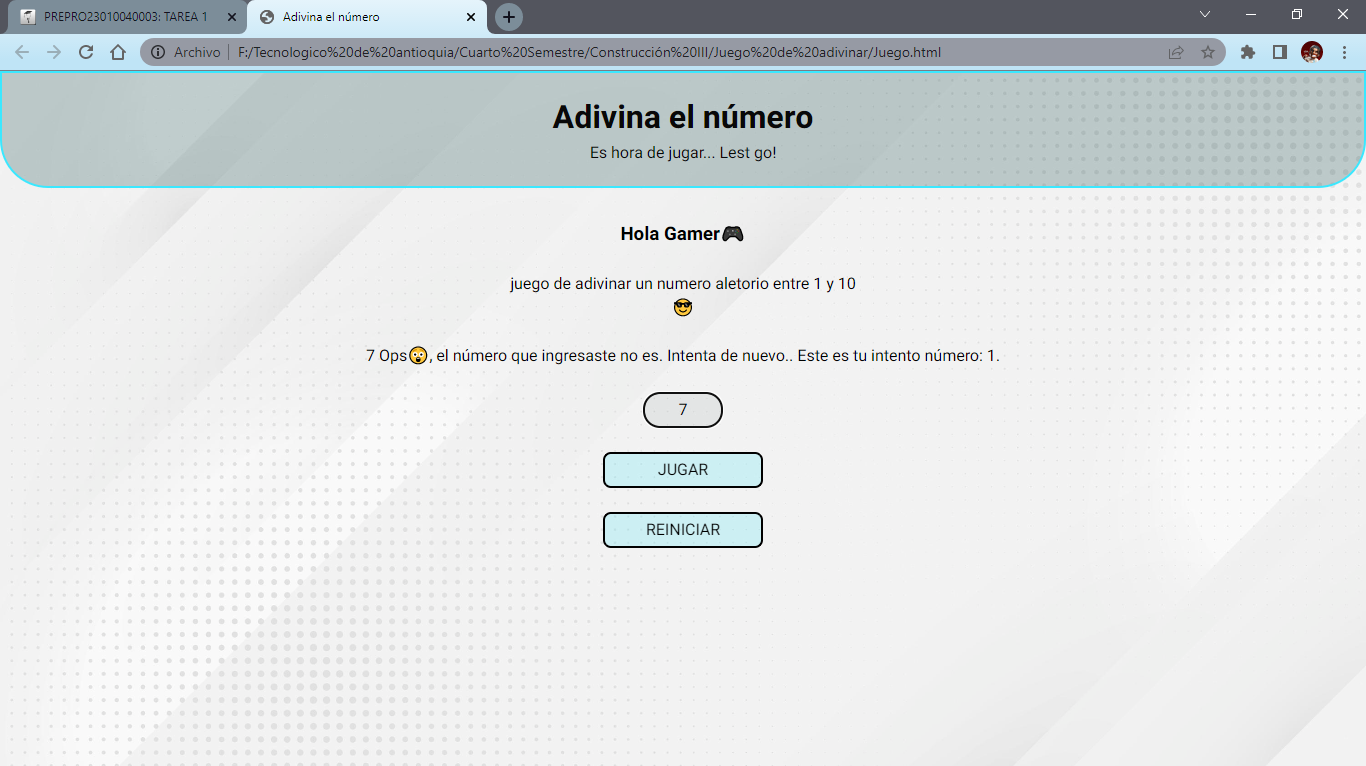 PREPRO23010040003: TAREA 1
Adivina el número
Archivo | F:/Tecnologico%20de%20antioquia/Cuarto%20Semestre/Construcción%20III/Juego%20de%20adivinar/Juego.html
Adivina el número
Es hora de jugar... Lest go!
Hola Gamer🎮
juego de adivinar un numero aletorio entre 1 y 10
😎
7 Ops😲, el número que ingresaste no es. Intenta de nuevo.. Este es tu intento número: 1.
7
JUGAR
REINICIAR